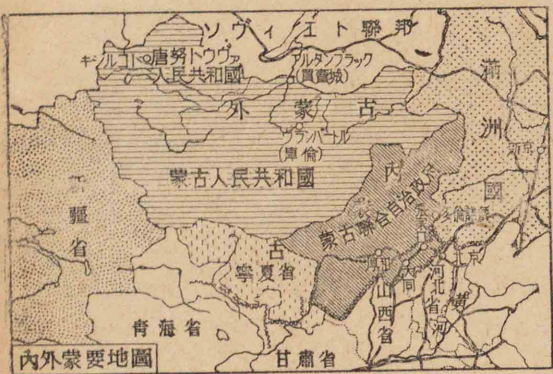 ソヴィエト聯邦
唐努トウヴァ
人民共和國
アルタンブラック
(買賣城)
外蒙古
ウランバートル
(庫倫)
蒙古人民共和國
滿洲國
新京
內
蒙古聯合自治政府
古
寧夏省
疆省
青海省
甘肅省
山西省
大同
河北省
北京
內外蒙要地圖